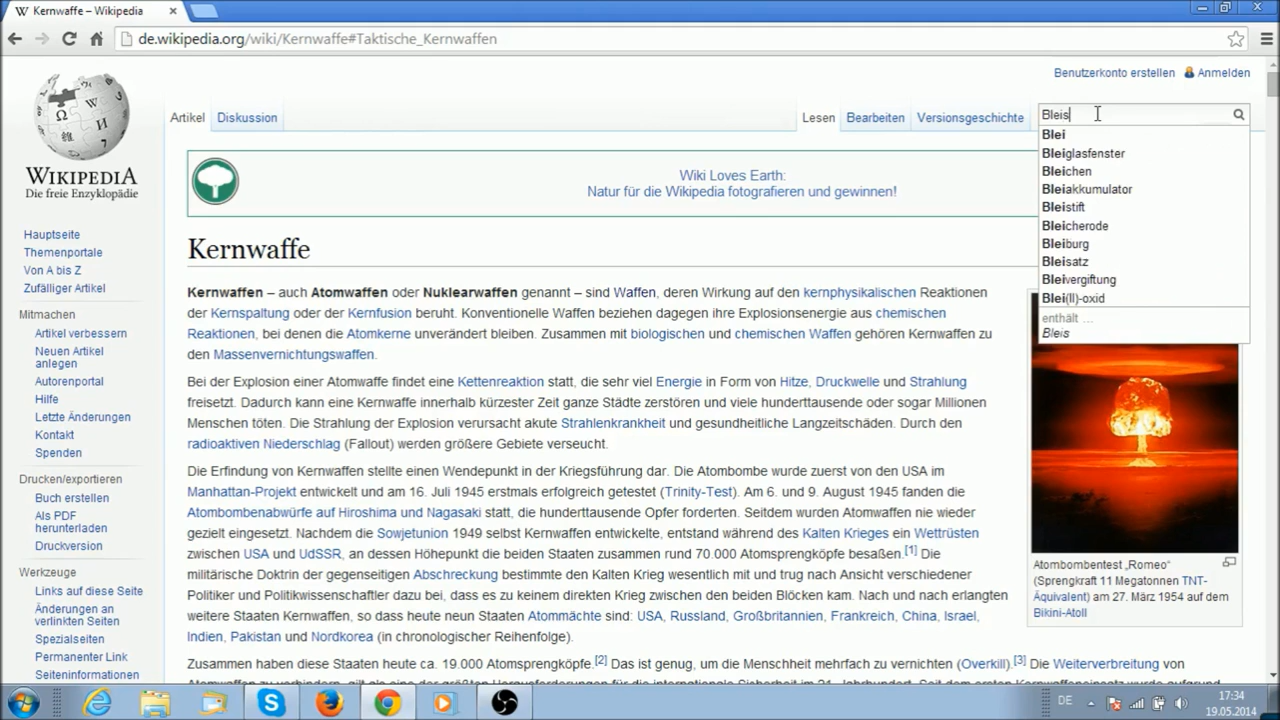 Kernwaffe – Wikipedia
de.wikipedia.org/wiki/Kernwaffe#Taktische_Kernwaffen
Benutzerkonto erstellen
Anmelden
WIKIPEDIA
Die freie Enzyklopädie
Artikel
Diskussion
Lesen
Bearbeiten
Versionsgeschichte
Bleis
Blei
Bleiglasfenster
Bleichen
Bleiakkumulator
Bleistift
Bleicherode
Bleiburg
Bleisatz
Bleivergiftung
Blei(II)-oxid
enthält ...
Bleis
Hauptseite
Themenportale
Von A bis Z
Zufälliger Artikel
Mitmachen
Artikel verbessern
Neuen Artikel
anlegen
Autorenportal
Hilfe
Letzte Änderungen
Kontakt
Spenden
Drucken/exportieren
Buch erstellen
Als PDF
herunterladen
Druckversion
Werkzeuge
Links auf diese Seite
Änderungen an
verlinkten Seiten
Spezialseiten
Permanenter Link
Seiteninformationen
Wiki Loves Earth:
Natur für die Wikipedia fotografieren und gewinnen!
Kernwaffe
Kernwaffen – auch Atomwaffen oder Nuklearwaffen genannt – sind Waffen, deren Wirkung auf den kernphysikalischen Reaktionen
der Kernspaltung oder der Kernfusion beruht. Konventionelle Waffen beziehen dagegen ihre Explosionsenergie aus chemischen
Reaktionen, bei denen die Atomkerne unverändert bleiben. Zusammen mit biologischen und chemischen Waffen gehören Kernwaffen zu
den Massenvernichtungswaffen.
Bei der Explosion einer Atomwaffe findet eine Kettenreaktion statt, die sehr viel Energie in Form von Hitze, Druckwelle und Strahlung
freisetzt. Dadurch kann eine Kernwaffe innerhalb kürzester Zeit ganze Städte zerstören und viele hunderttausende oder sogar Millionen
Menschen töten. Die Strahlung der Explosion verursacht akute Strahlenkrankheit und gesundheitliche Langzeitschäden. Durch den
radioaktiven Niederschlag (Fallout) werden größere Gebiete verseucht.
Die Erfindung von Kernwaffen stellte einen Wendepunkt in der Kriegsführung dar. Die Atombombe wurde zuerst von den USA im
Manhattan-Projekt entwickelt und am 16. Juli 1945 erstmals erfolgreich getestet (Trinity-Test). Am 6. und 9. August 1945 fanden die
Atombombenabwürfe auf Hiroshima und Nagasaki statt, die hunderttausende Opfer forderten. Seitdem wurden Atomwaffen nie wieder
gezielt eingesetzt. Nachdem die Sowjetunion 1949 selbst Kernwaffen entwickelte, entstand während des Kalten Krieges ein Wettrüsten
zwischen USA und UdSSR, an dessen Höhepunkt die beiden Staaten zusammen rund 70.000 Atomsprengköpfe besaßen.[1] Die
militärische Doktrin der gegenseitigen Abschreckung bestimmte den Kalten Krieg wesentlich mit und trug nach Ansicht verschiedener
Politiker und Politikwissenschaftler dazu bei, dass es zu keinem direkten Krieg zwischen den beiden Blöcken kam. Nach und nach erlangten
weitere Staaten Kernwaffen, so dass heute neun Staaten Atommächte sind: USA, Russland, Großbritannien, Frankreich, China, Israel,
Indien, Pakistan und Nordkorea (in chronologischer Reihenfolge).
Zusammen haben diese Staaten heute ca. 19.000 Atomsprengköpfe.[2] Das ist genug, um die Menschheit mehrfach zu vernichten (Overkill).[3] Die Weiterverbreitung von
Atombombentest „Romeo“
(Sprengkraft 11 Megatonnen TNT-
Äquivalent) am 27. März 1954 auf dem
Bikini-Atoll
DE
17:34
19.05.2014